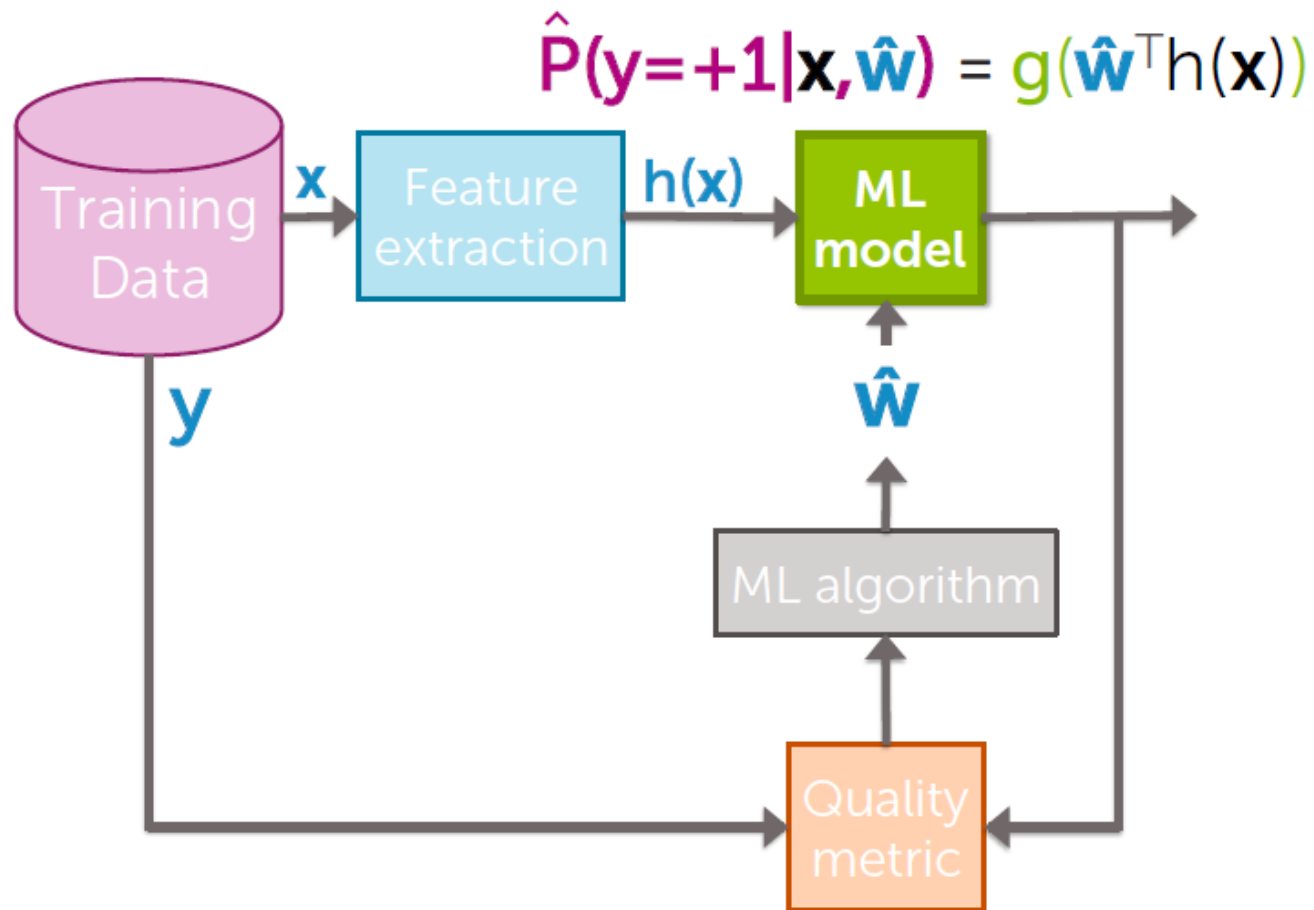 P̂(y=+1|x,ŵ) = g(ŵᵀh(x))
Training
Data
x
Feature
extraction
h(x)
ML
model
y
ŵ
ML algorithm
Quality
metric